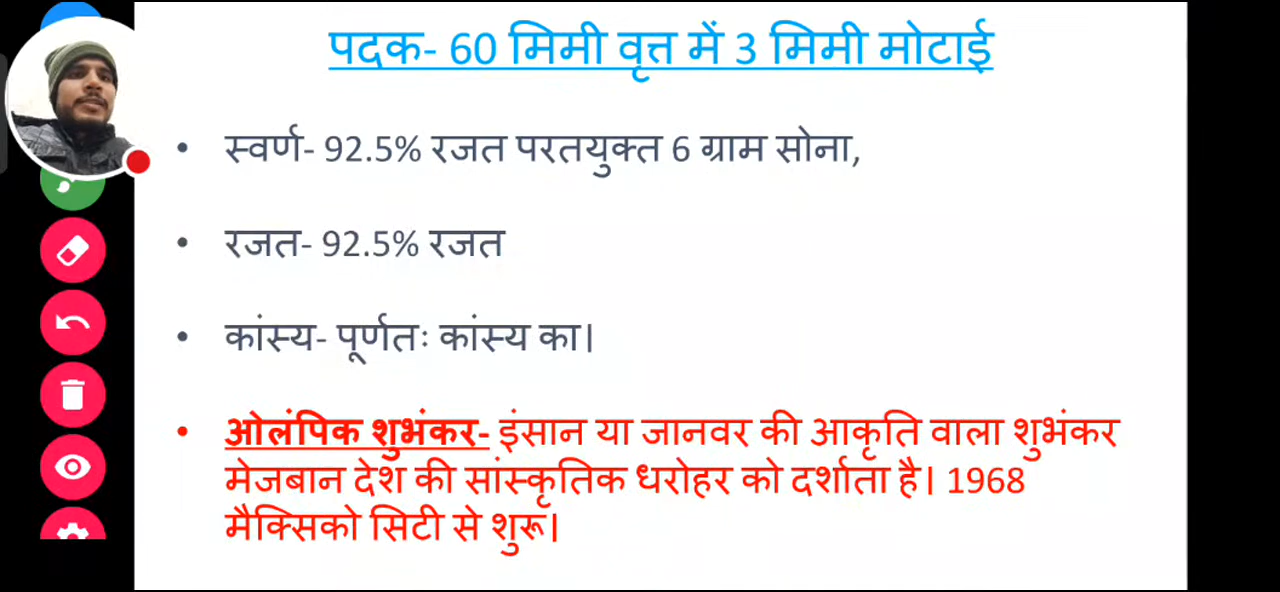 पदक- 60 मिमी वृत्त में 3 मिमी मोटाई
• स्वर्ण- 92.5% रजत परतयुक्त 6 ग्राम सोना,
• रजत- 92.5% रजत
• कांस्य- पूर्णतः कांस्य का।
• ओलंपिक शुभंकर- इंसान या जानवर की आकृति वाला शुभंकर
मेजबान देश की सांस्कृतिक धरोहर को दर्शाता है। 1968
मैक्सिको सिटी से शुरू।